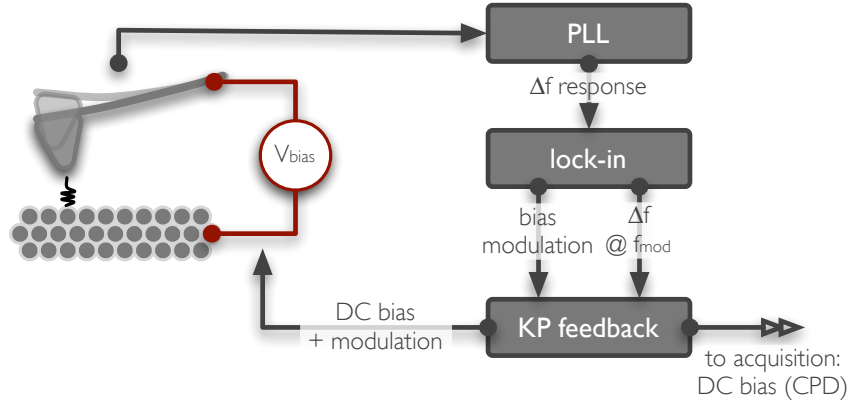 PLL
Δf response
Vbias
lock-in
bias
modulation
Δf
@ fmod
DC bias
+ modulation
KP feedback
to acquisition:
DC bias (CPD)